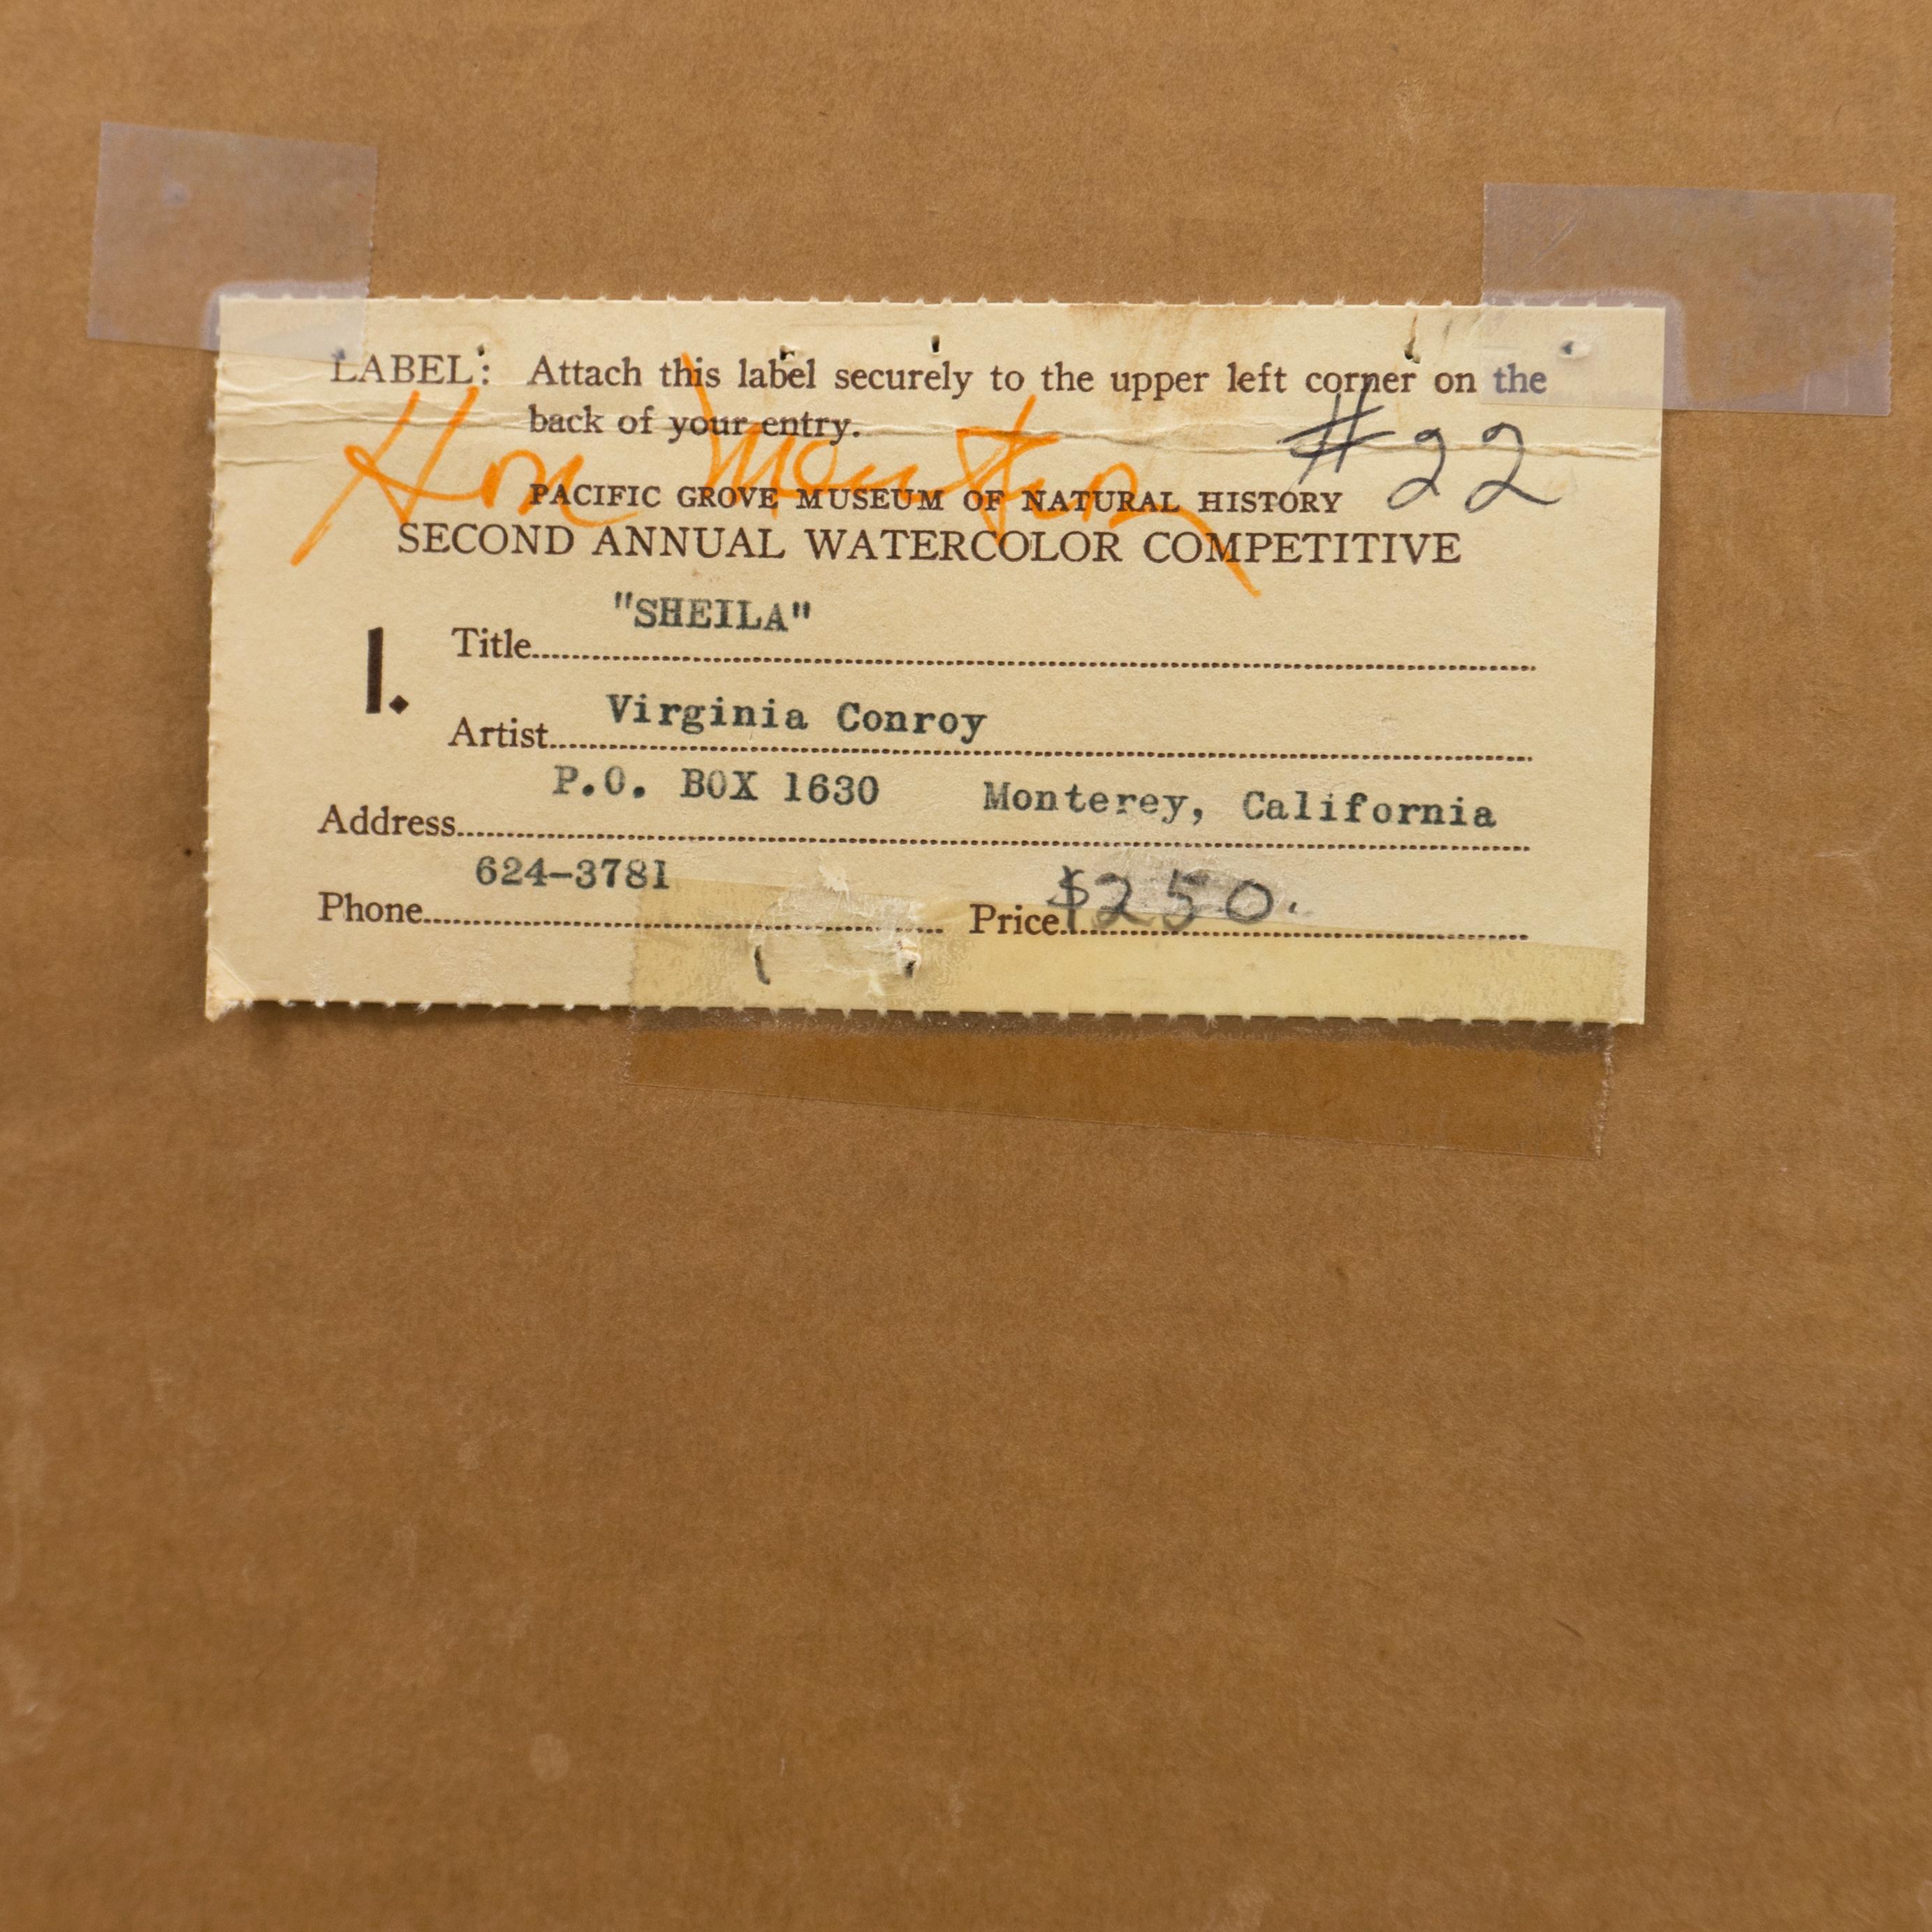 LABEL: Attach this label securely to the upper left corner on the
back of your entry.
Hon Mention
#22
PACIFIC GROVE MUSEUM OF NATURAL HISTORY
SECOND ANNUAL WATERCOLOR COMPETITIVE
1.
Title "SHEILA"
Artist Virginia Conroy
Address P.O. BOX 1630 Monterey, California
Phone 624-3781 Price $250.